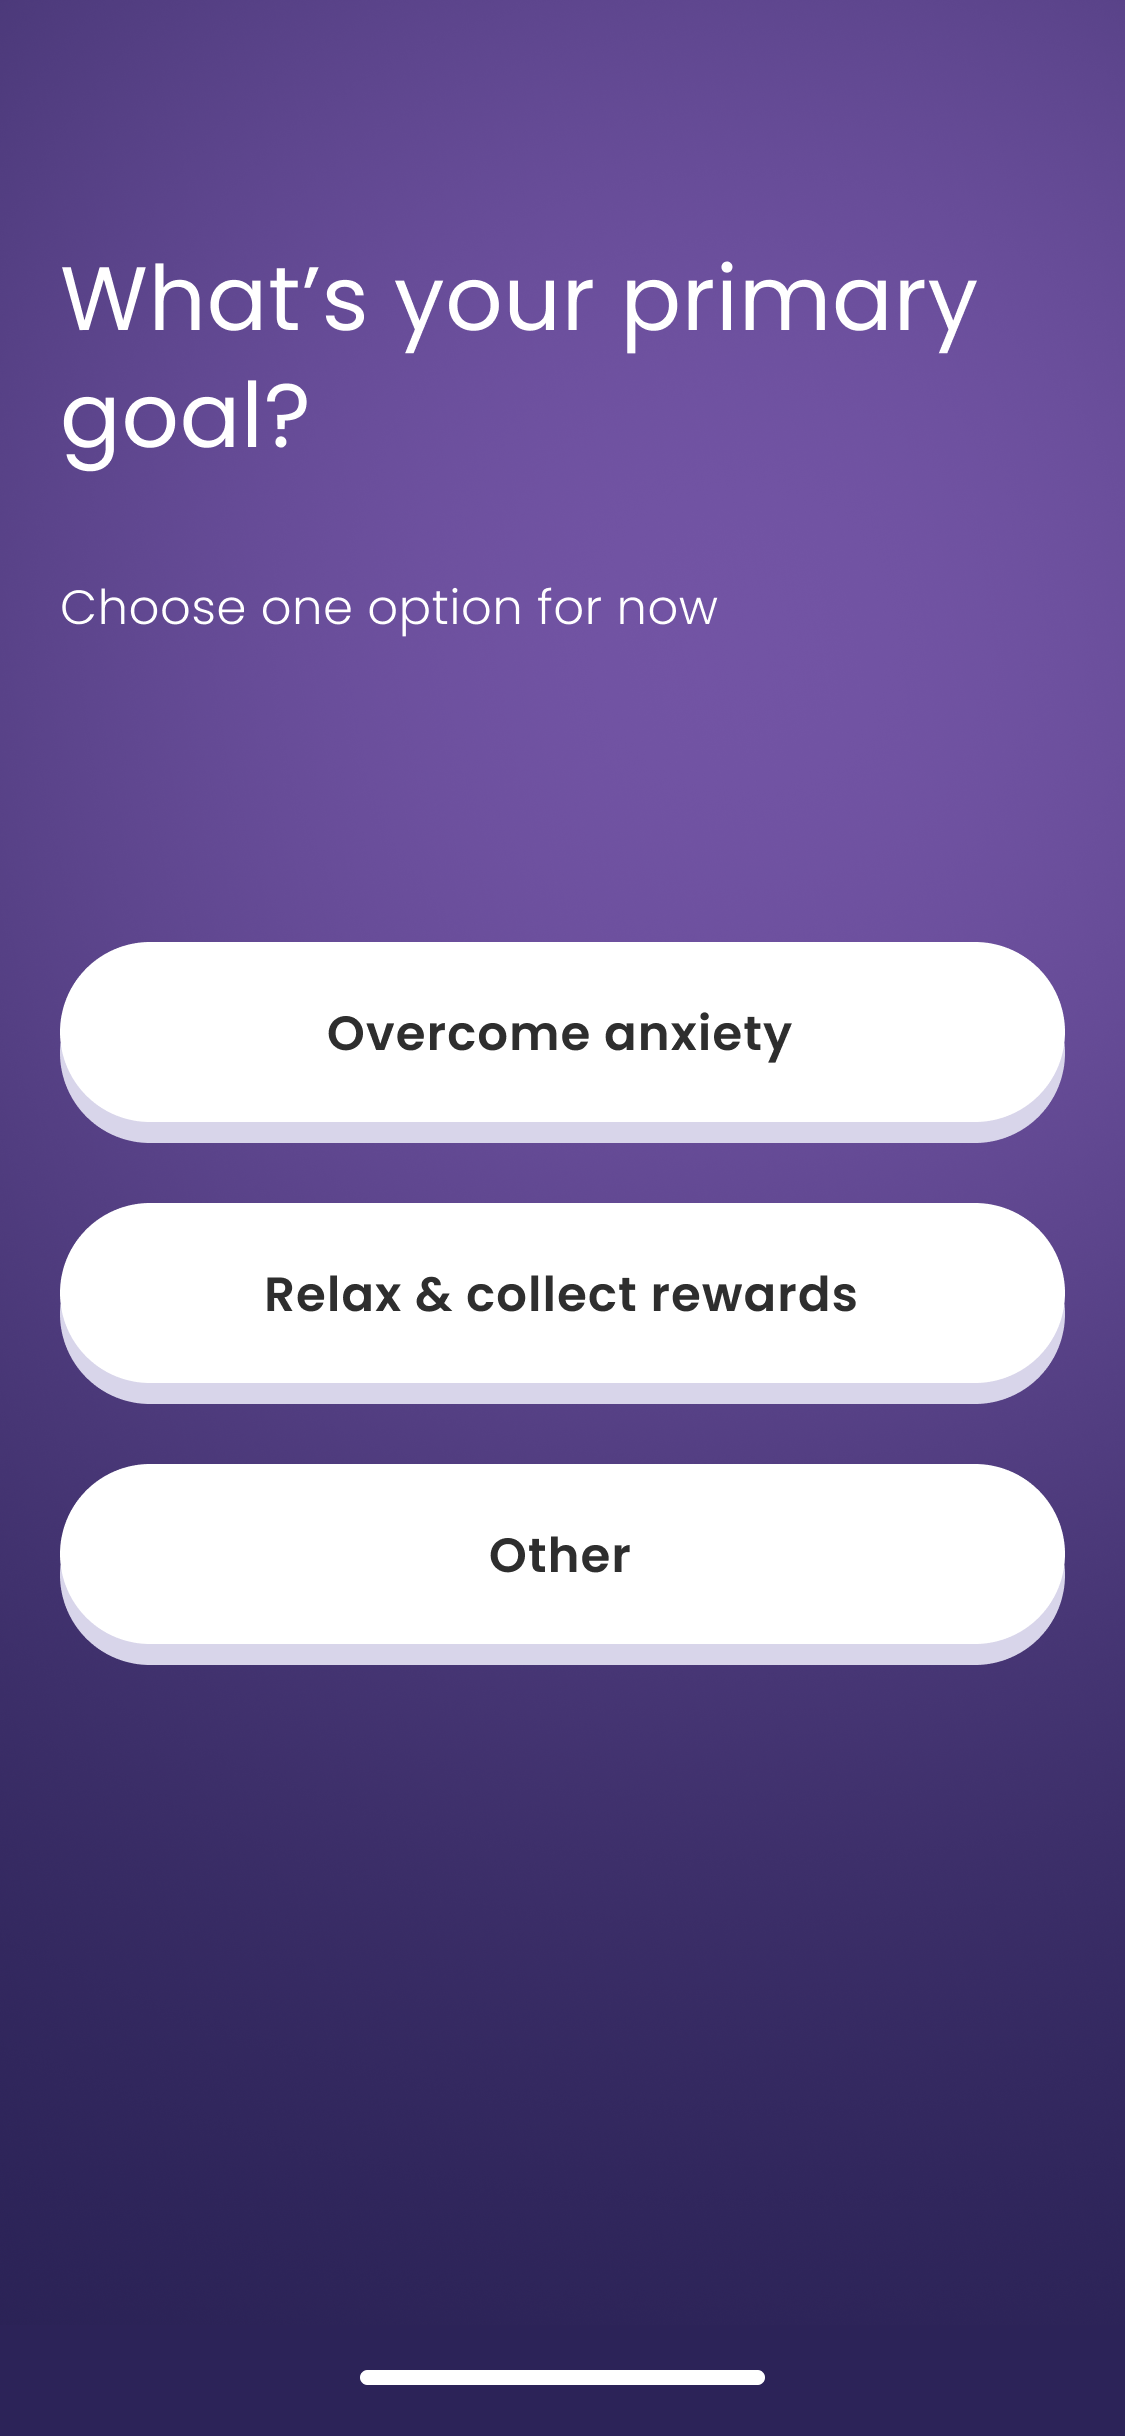 What’s your primary
goal?
Choose one option for now
Overcome anxiety
Relax & collect rewards
Other